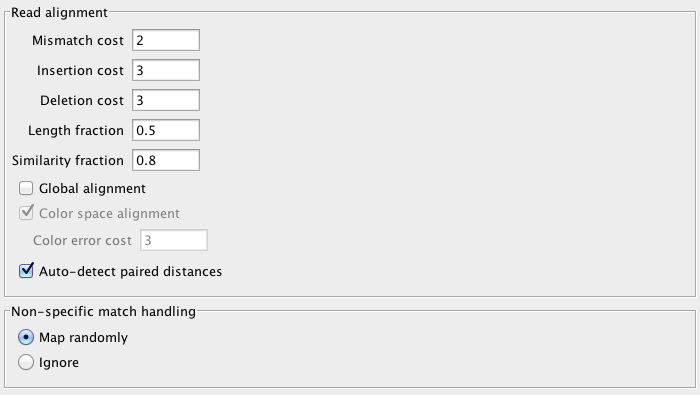 Read alignment
Mismatch cost 2
Insertion cost 3
Deletion cost 3
Length fraction 0.5
Similarity fraction 0.8
Global alignment
Color space alignment
Color error cost 3
Auto-detect paired distances
Non-specific match handling
Map randomly
Ignore